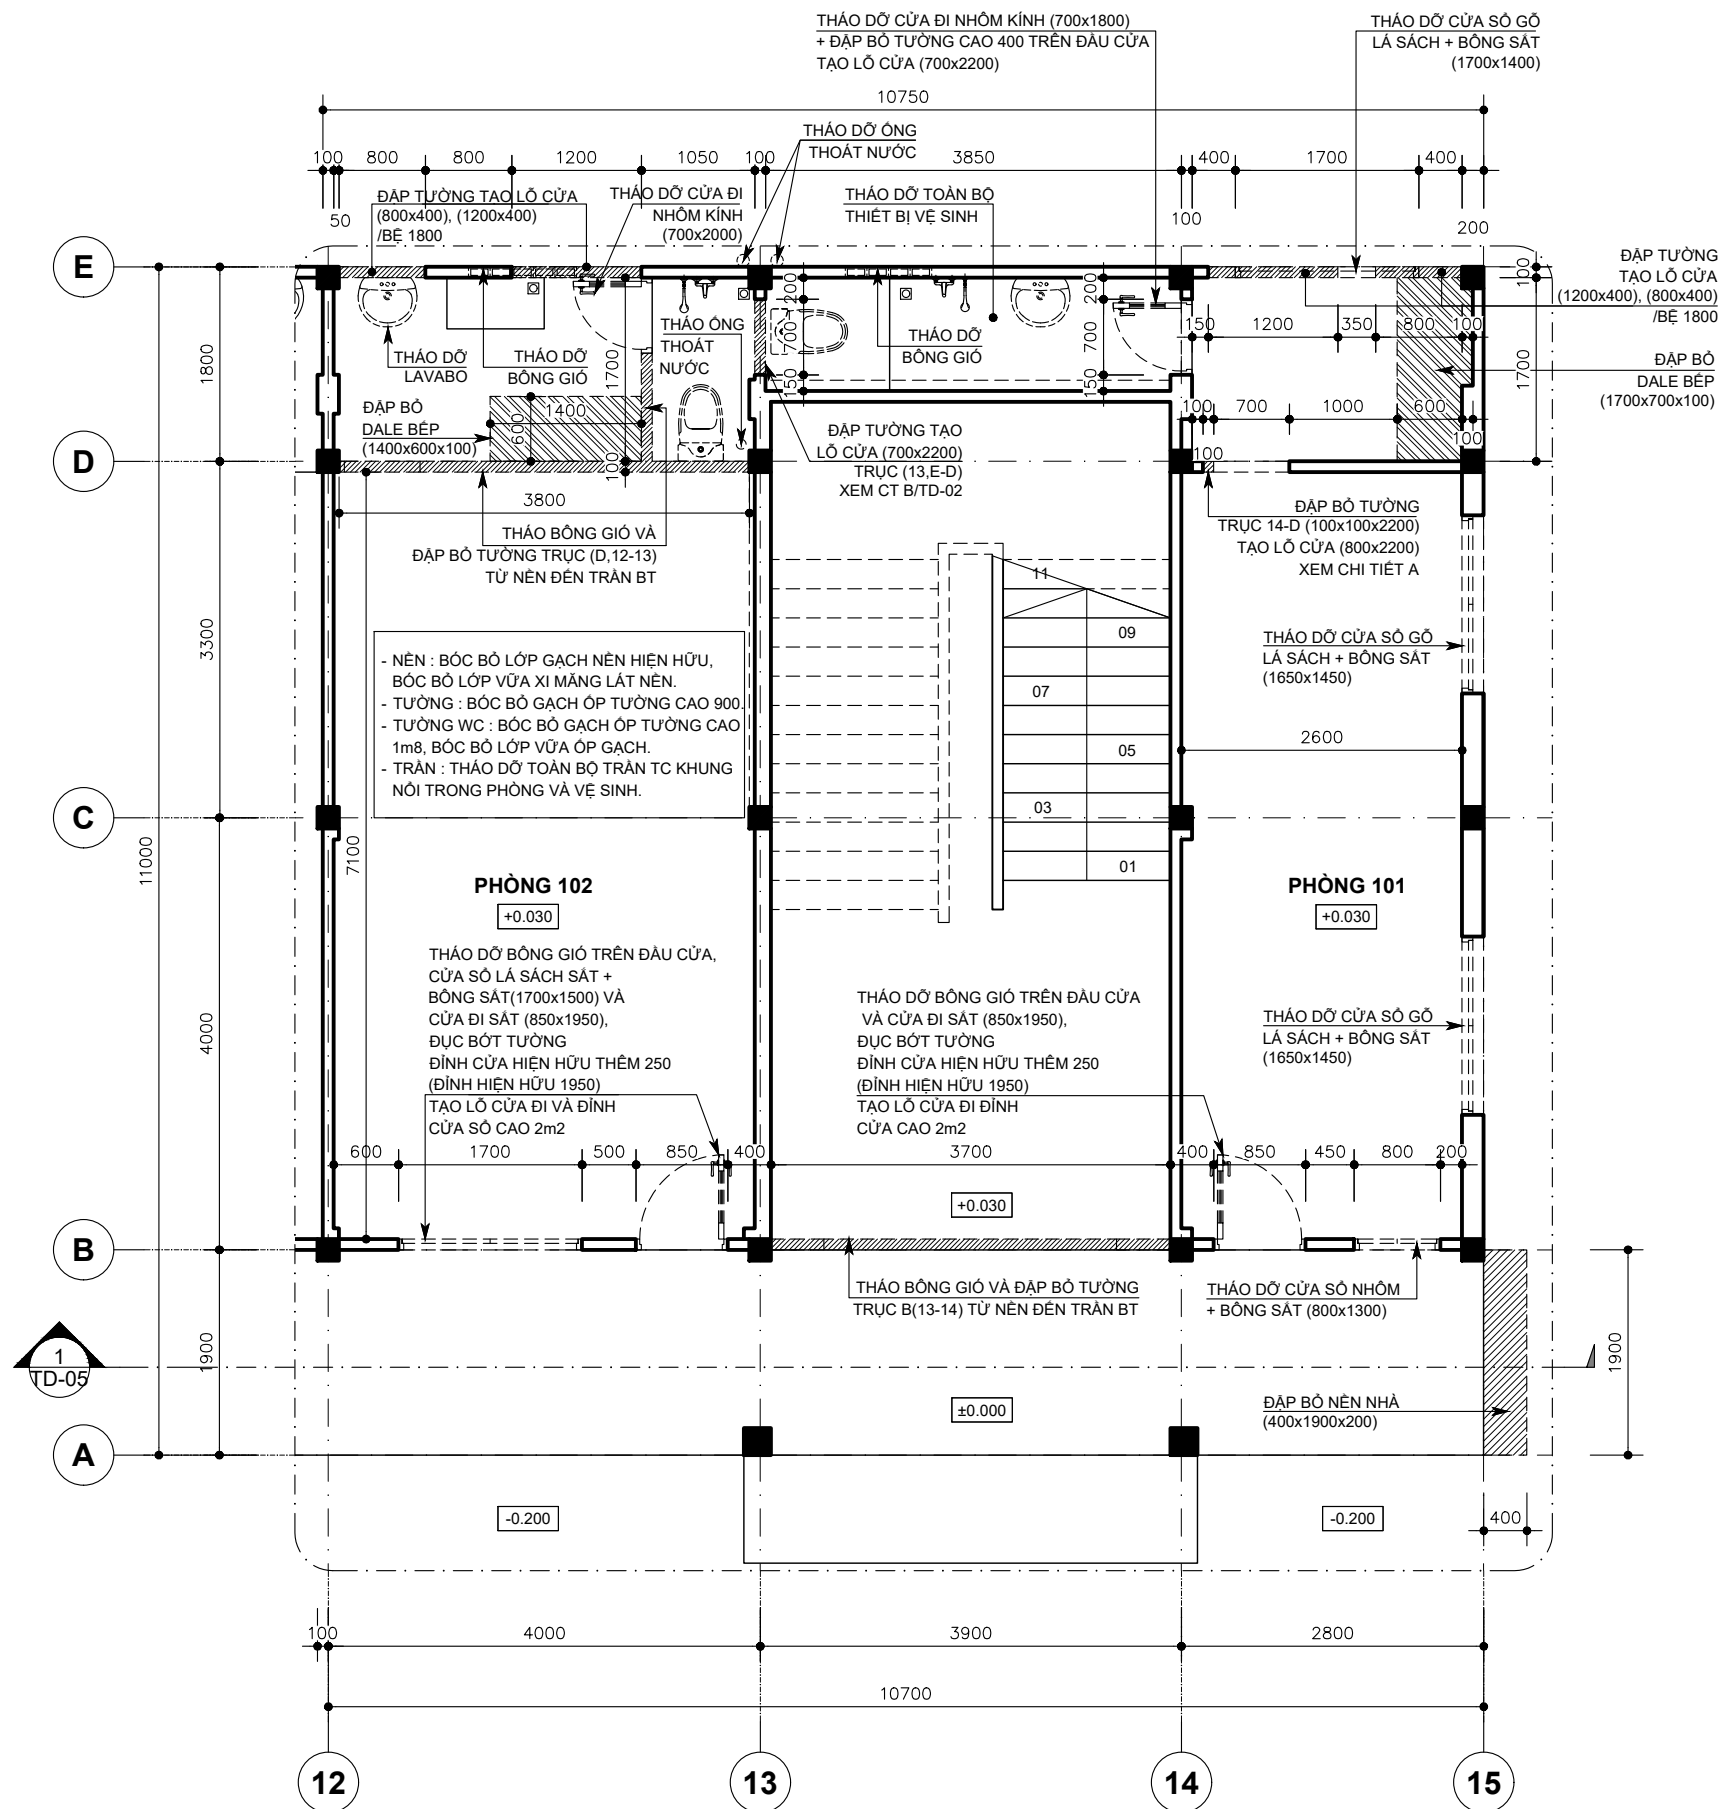 THÁO DỠ CỬA ĐI NHÔM KÍNH (700x1800)
+ ĐẬP BỎ TƯỜNG CAO 400 TRÊN ĐẦU CỬA
TẠO LỖ CỬA (700x2200)
THÁO DỠ CỬA SỔ GỖ
LÁ SÁCH + BÔNG SẮT
(1700x1400)
10750
THÁO DỠ ỐNG
THOÁT NƯỚC
100 800 800 1200 1050 100 3850 400 1700 400
50 100 200
ĐẬP TƯỜNG TẠO LỖ CỬA
(800x400), (1200x400)
/BỆ 1800
THÁO DỠ CỬA ĐI
NHÔM KÍNH
(700x2000)
THÁO DỠ TOÀN BỘ
THIẾT BỊ VỆ SINH
E
ĐẬP TƯỜNG
TẠO LỖ CỬA
(1200x400), (800x400)
/BỆ 1800
100
200
200
THÁO ỐNG
THOÁT
NƯỚC
700
700
150 1200 350 800 100
THÁO DỠ
LAVABO
THÁO DỠ
BÔNG GIÓ
THÁO DỠ
BÔNG GIÓ
1800
1700
1700
150
150
ĐẬP BỎ
DALE BẾP
(1700x700x100)
ĐẬP BỎ
DALE BẾP
(1400x600x100)
1400
600
100 700 1000 600
100
100
100
D
ĐẬP TƯỜNG TẠO
LỖ CỬA (700x2200)
TRỤC (13,E-D)
XEM CT B/TD-02
3800
THÁO BÔNG GIÓ VÀ
ĐẬP BỎ TƯỜNG TRỤC (D,12-13)
TỪ NỀN ĐẾN TRẦN BT
ĐẬP BỎ TƯỜNG
TRỤC 14-D (100x100x2200)
TẠO LỖ CỬA (800x2200)
XEM CHI TIẾT A
11
09
07
05
03
01
3300
THÁO DỠ CỬA SỔ GỖ
LÁ SÁCH + BÔNG SẮT
(1650x1450)
- NỀN : BÓC BỎ LỚP GẠCH NỀN HIỆN HỮU,
BÓC BỎ LỚP VỮA XI MĂNG LÁT NỀN.
- TƯỜNG : BÓC BỎ GẠCH ỐP TƯỜNG CAO 900.
- TƯỜNG WC : BÓC BỎ GẠCH ỐP TƯỜNG CAO
1m8, BÓC BỎ LỚP VỮA ỐP GẠCH.
- TRẦN : THÁO DỠ TOÀN BỘ TRẦN TC KHUNG
NỔI TRONG PHÒNG VÀ VỆ SINH.
2600
C
11000
7100
PHÒNG 102
+0.030
PHÒNG 101
+0.030
THÁO DỠ BÔNG GIÓ TRÊN ĐẦU CỬA,
CỬA SỔ LÁ SÁCH SẮT +
BÔNG SẮT(1700x1500) VÀ
CỬA ĐI SẮT (850x1950),
ĐỤC BỚT TƯỜNG
ĐỈNH CỬA HIỆN HỮU THÊM 250
(ĐỈNH HIỆN HỮU 1950)
TẠO LỖ CỬA ĐI VÀ ĐỈNH
CỬA SỔ CAO 2m2
THÁO DỠ BÔNG GIÓ TRÊN ĐẦU CỬA
VÀ CỬA ĐI SẮT (850x1950),
ĐỤC BỚT TƯỜNG
ĐỈNH CỬA HIỆN HỮU THÊM 250
(ĐỈNH HIỆN HỮU 1950)
TẠO LỖ CỬA ĐI ĐỈNH
CỬA CAO 2m2
THÁO DỠ CỬA SỔ GỖ
LÁ SÁCH + BÔNG SẮT
(1650x1450)
4000
600 1700 500 850 400 3700 400 850 450 800 200
+0.030
B
THÁO BÔNG GIÓ VÀ ĐẬP BỎ TƯỜNG
TRỤC B(13-14) TỪ NỀN ĐẾN TRẦN BT
THÁO DỠ CỬA SỔ NHÔM
+ BÔNG SẮT (800x1300)
1
TD-05
1900
1900
±0.000
ĐẬP BỎ NỀN NHÀ
(400x1900x200)
A
-0.200
-0.200
400
100 4000 3900 2800
10700
12 13 14 15